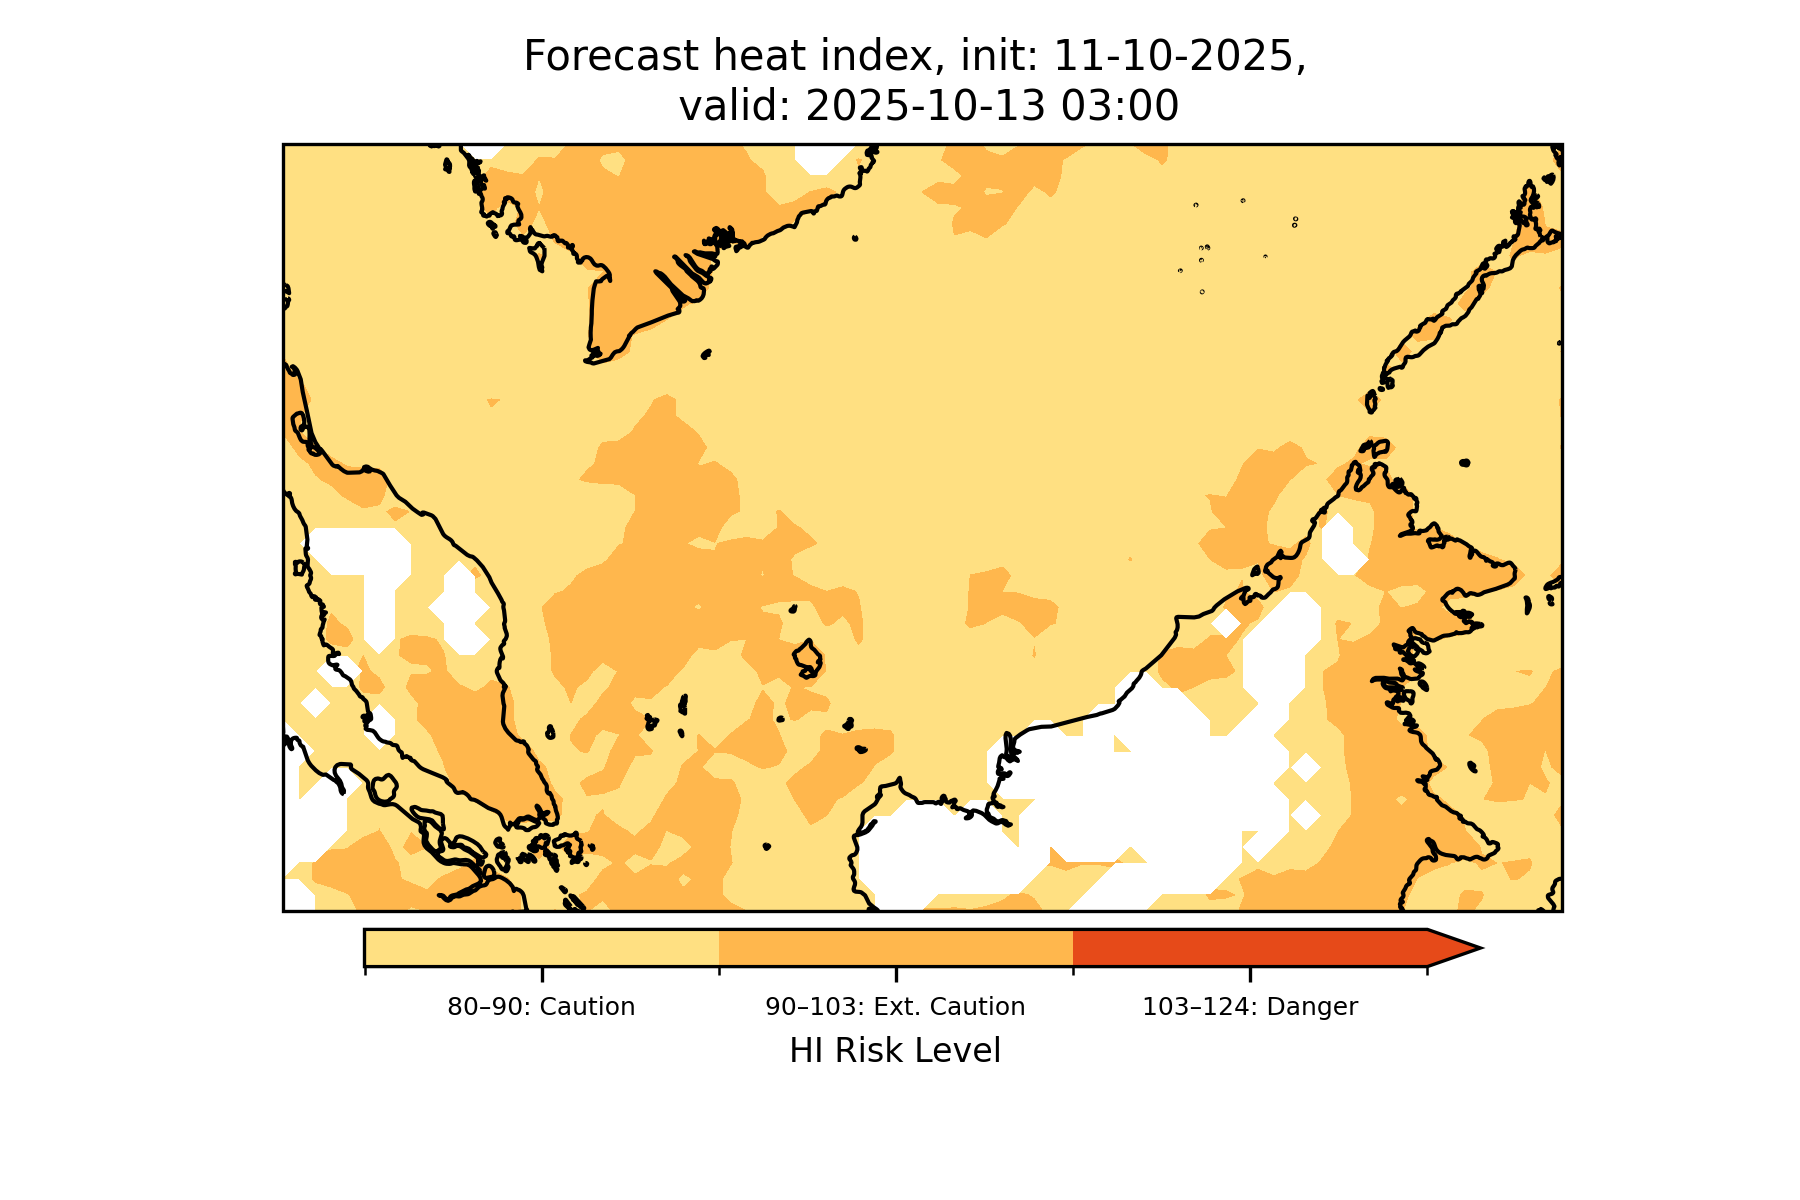 Forecast heat index, init: 11-10-2025,
valid: 2025-10-13 03:00
80–90: Caution
90–103: Ext. Caution
103–124: Danger
HI Risk Level